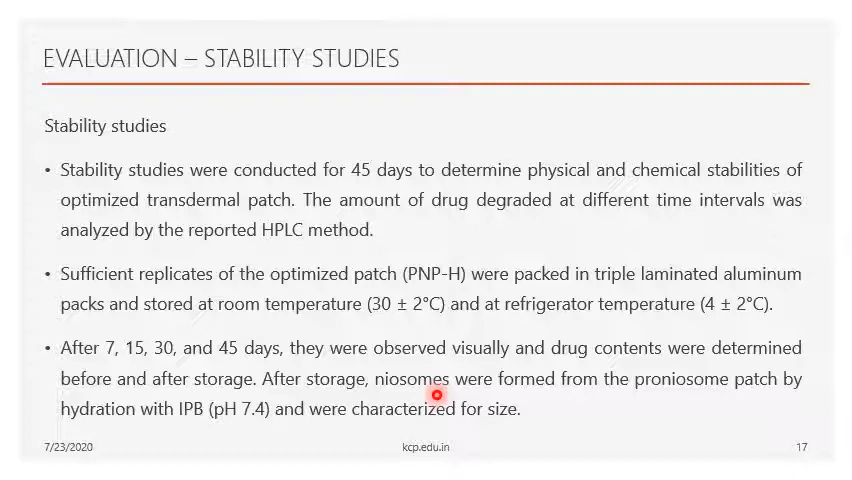 EVALUATION – STABILITY STUDIES
Stability studies
• Stability studies were conducted for 45 days to determine physical and chemical stabilities of
optimized transdermal patch. The amount of drug degraded at different time intervals was
analyzed by the reported HPLC method.
• Sufficient replicates of the optimized patch (PNP-H) were packed in triple laminated aluminum
packs and stored at room temperature (30 ± 2°C) and at refrigerator temperature (4 ± 2°C).
• After 7, 15, 30, and 45 days, they were observed visually and drug contents were determined
before and after storage. After storage, niosomes were formed from the proniosome patch by
hydration with IPB (pH 7.4) and were characterized for size.
7/23/2020 kcp.edu.in 17